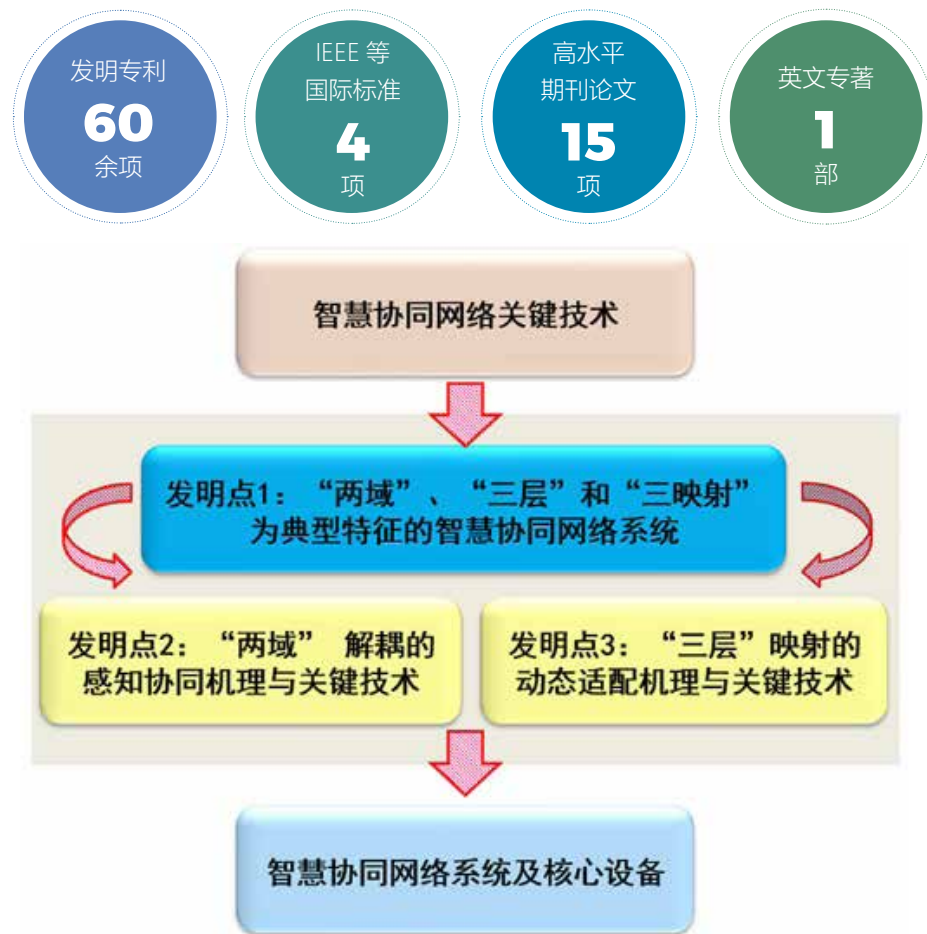 发明专利
60
余项
IEEE 等
国际标准
4
项
高水平
期刊论文
15
项
英文专著
1
部
智慧协同网络关键技术
发明点1：“两域”、“三层”和“三映射”
为典型特征的智慧协同网络系统
发明点2：“两域” 解耦的
感知协同机理与关键技术
发明点3：“三层”映射的
动态适配机理与关键技术
智慧协同网络系统及核心设备